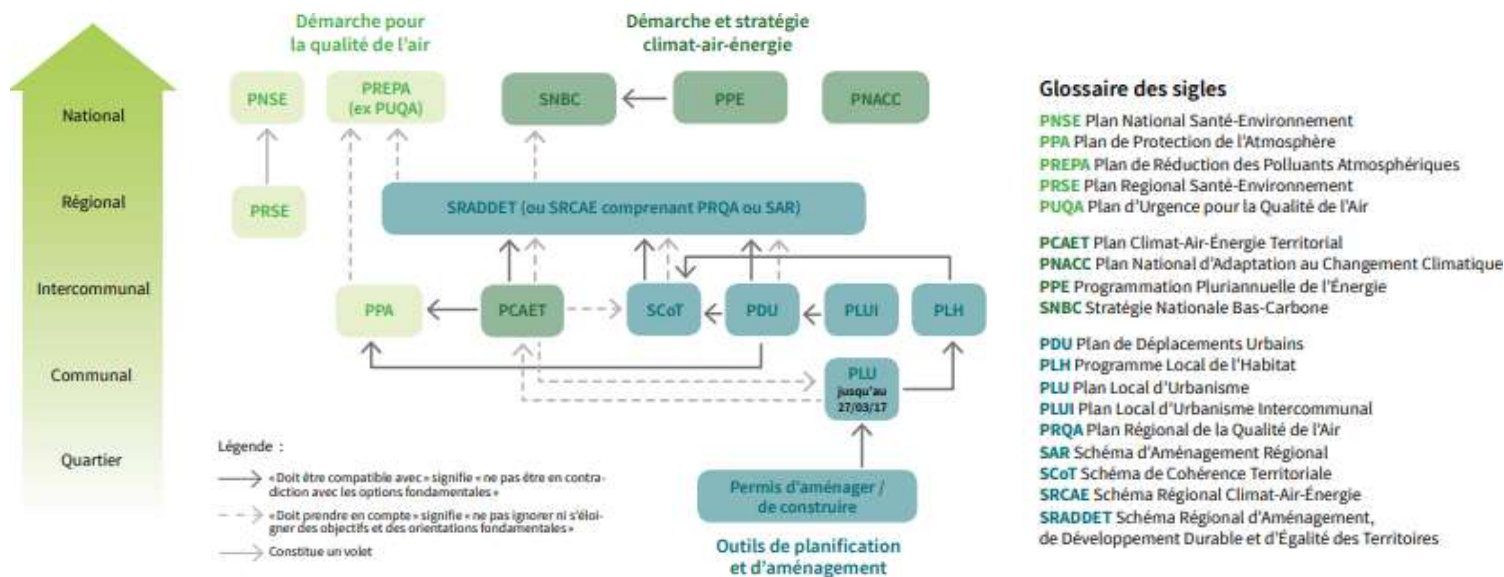 Démarche pour
la qualité de l'air
Démarche et stratégie
climat-air-énergie
National
PNSE
PREPA
(ex PUQA)
SNBC
PPE
PNACC
Régional
PRSE
SRADDET (ou SRCAE comprenant PRQA ou SAR)
Intercommunal
PPA
PCAET
SCoT
PDU
PLUI
PLH
Communal
PLU
jusqu'au
27/03/17
Quartier
Permis d'aménager /
de construire
Outils de planification
et d'aménagement
Légende :
« Doit être compatible avec » signifie « ne pas être en contra-
diction avec les options fondamentales »
« Doit prendre en compte » signifie « ne pas ignorer ni s'éloi-
gner des objectifs et des orientations fondamentales »
Constitue un volet
Glossaire des sigles
PNSE Plan National Santé-Environnement
PPA Plan de Protection de l'Atmosphère
PREPA Plan de Réduction des Polluants Atmosphériques
PRSE Plan Regional Santé-Environnement
PUQA Plan d'Urgence pour la Qualité de l'Air
PCAET Plan Climat-Air-Énergie Territorial
PNACC Plan National d'Adaptation au Changement Climatique
PPE Programmation Pluriannuelle de l'Énergie
SNBC Stratégie Nationale Bas-Carbone
PDU Plan de Déplacements Urbains
PLH Programme Local de l'Habitat
PLU Plan Local d'Urbanisme
PLUI Plan Local d'Urbanisme Intercommunal
PRQA Plan Régional de la Qualité de l'Air
SAR Schéma d'Aménagement Régional
SCoT Schéma de Cohérence Territoriale
SRCAE Schéma Régional Climat-Air-Énergie
SRADDET Schéma Régional d'Aménagement,
de Développement Durable et d'Égalité des Territoires